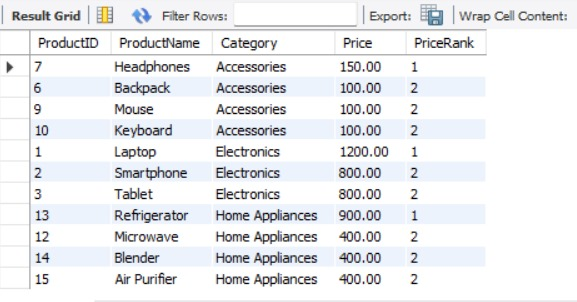 Result Grid Filter Rows: Export: Wrap Cell Content:
ProductID ProductName Category Price PriceRank
7 Headphones Accessories 150.00 1
6 Backpack Accessories 100.00 2
9 Mouse Accessories 100.00 2
10 Keyboard Accessories 100.00 2
1 Laptop Electronics 1200.00 1
2 Smartphone Electronics 800.00 2
3 Tablet Electronics 800.00 2
13 Refrigerator Home Appliances 900.00 1
12 Microwave Home Appliances 400.00 2
14 Blender Home Appliances 400.00 2
15 Air Purifier Home Appliances 400.00 2